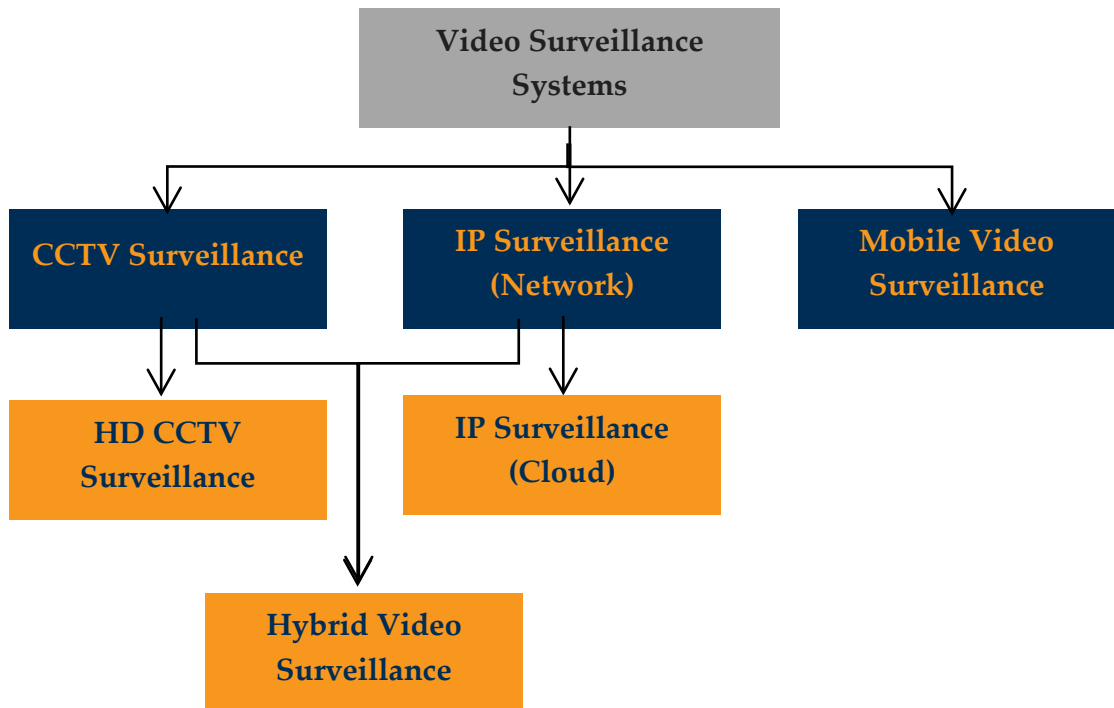 Video Surveillance
Systems
CCTV Surveillance
IP Surveillance
(Network)
Mobile Video
Surveillance
HD CCTV
Surveillance
IP Surveillance
(Cloud)
Hybrid Video
Surveillance